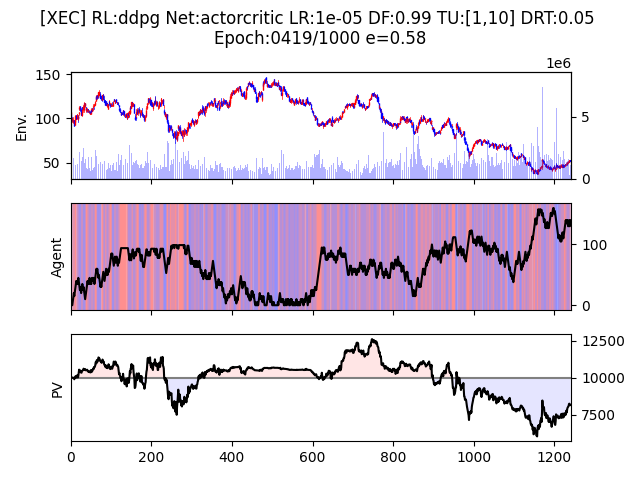 [XEC] RL:ddpg Net:actorcritic LR:1e-05 DF:0.99 TU:[1,10] DRT:0.05
Epoch:0419/1000 e=0.58
1e6
150
100
50
Env.
5
0
Agent
100
0
PV
12500
10000
7500
0 200 400 600 800 1000 1200